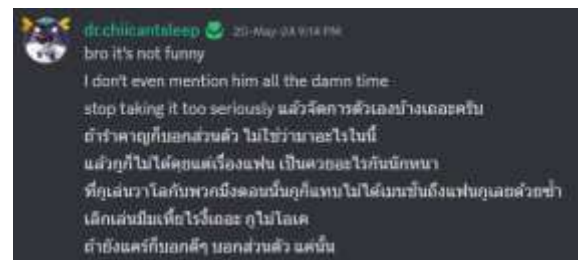 dr.chiicantsleep 20-May-24 9:14 PM
bro it's not funny
I don't even mention him all the damn time
stop taking it too seriously แล้วจัดการตัวเองบ้างเถอะครับ
ถ้ารำคาญก็บอกส่วนตัว ไม่ใช่ว่ามาอะไรในนี้
แล้วกูก็ไม่ได้คุยแต่เรื่องแฟน เป็นควยอะไรกันนักหนา
ที่กูเล่นวาโลกับพวกมึงตอนนั้นกูก็แทบไม่ได้เมนชั่นถึงแฟนกูเลยด้วยซ้ำ
เลิกเล่นมีมเหี้ยไรงี้เถอะ กูไม่โอเค
ถ้ายังแคร์ก็บอกดีๆ บอกส่วนตัว แค่นั้น